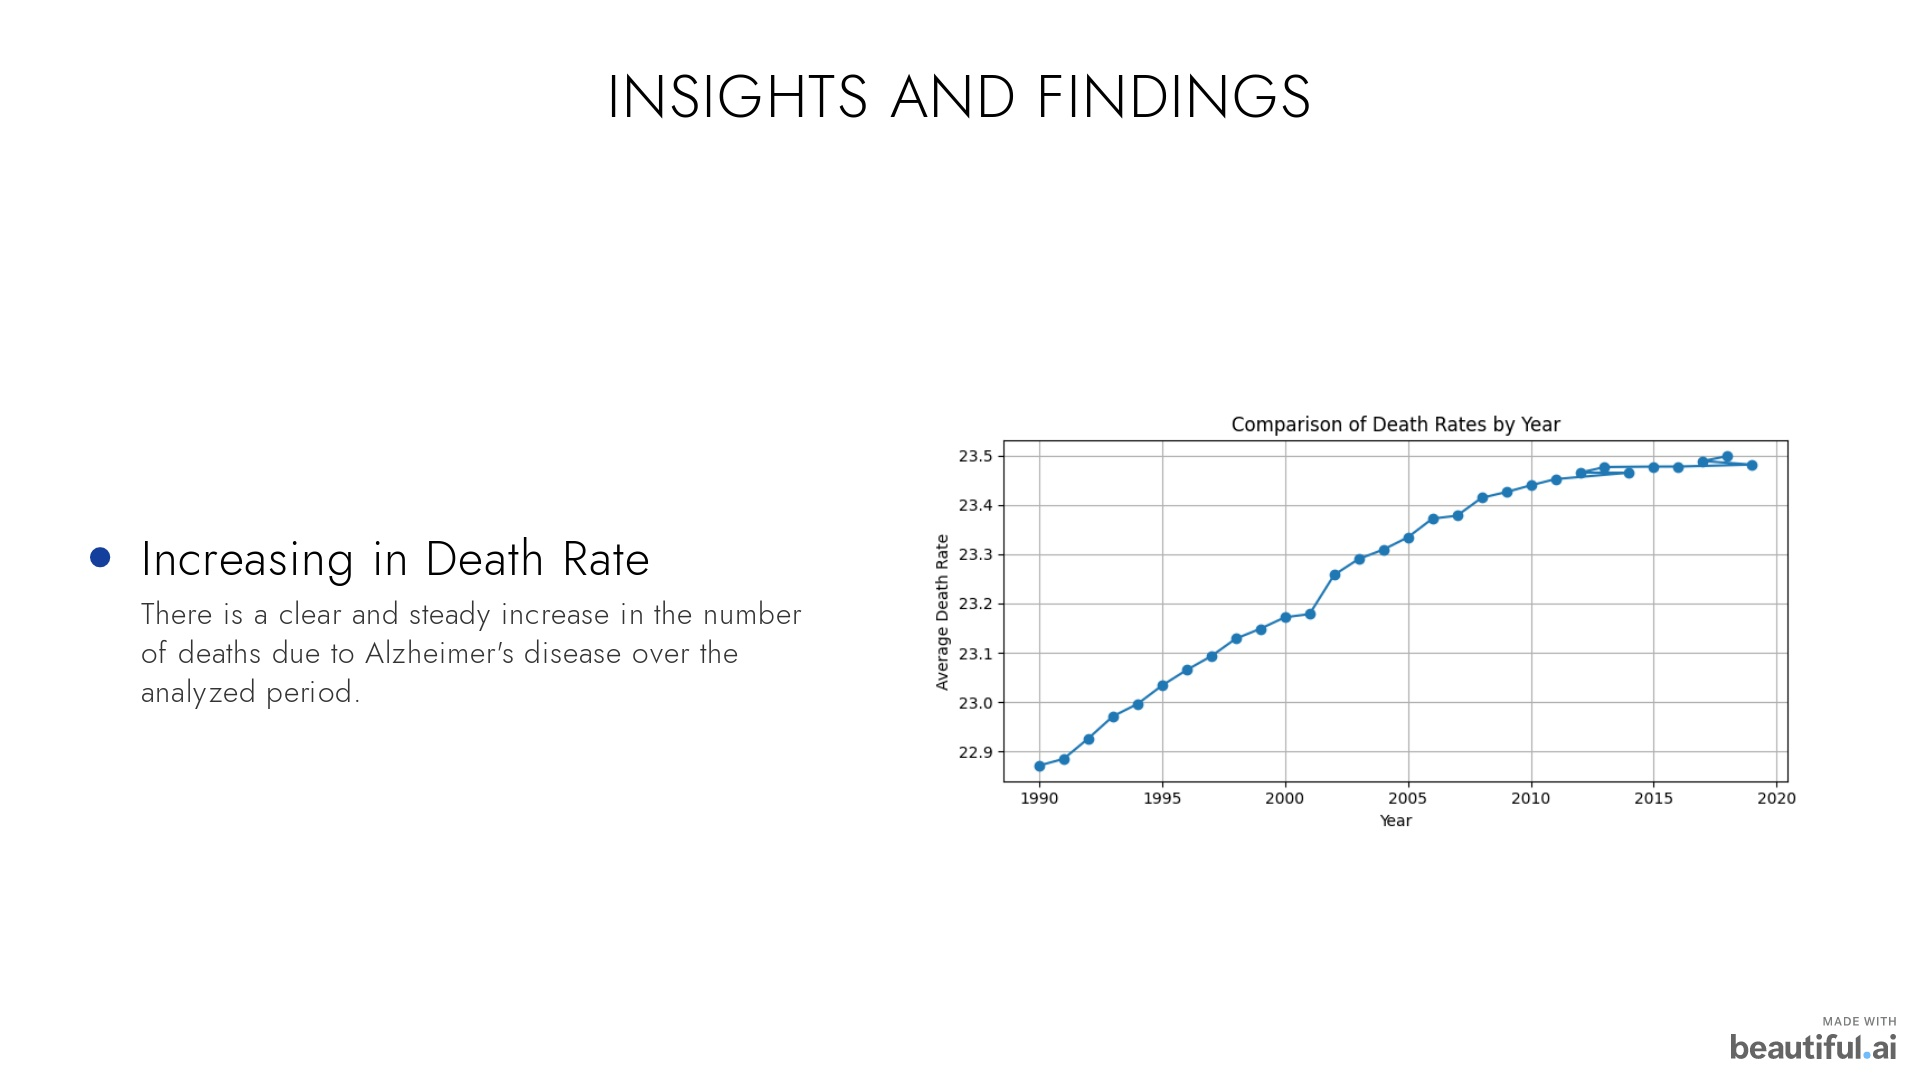 INSIGHTS AND FINDINGS
Increasing in Death Rate
There is a clear and steady increase in the number
of deaths due to Alzheimer's disease over the
analyzed period.
Comparison of Death Rates by Year
23.5
23.4
23.3
23.2
23.1
23.0
22.9
Average Death Rate
1990 1995 2000 2005 2010 2015 2020
Year
MADE WITH
beautiful.ai